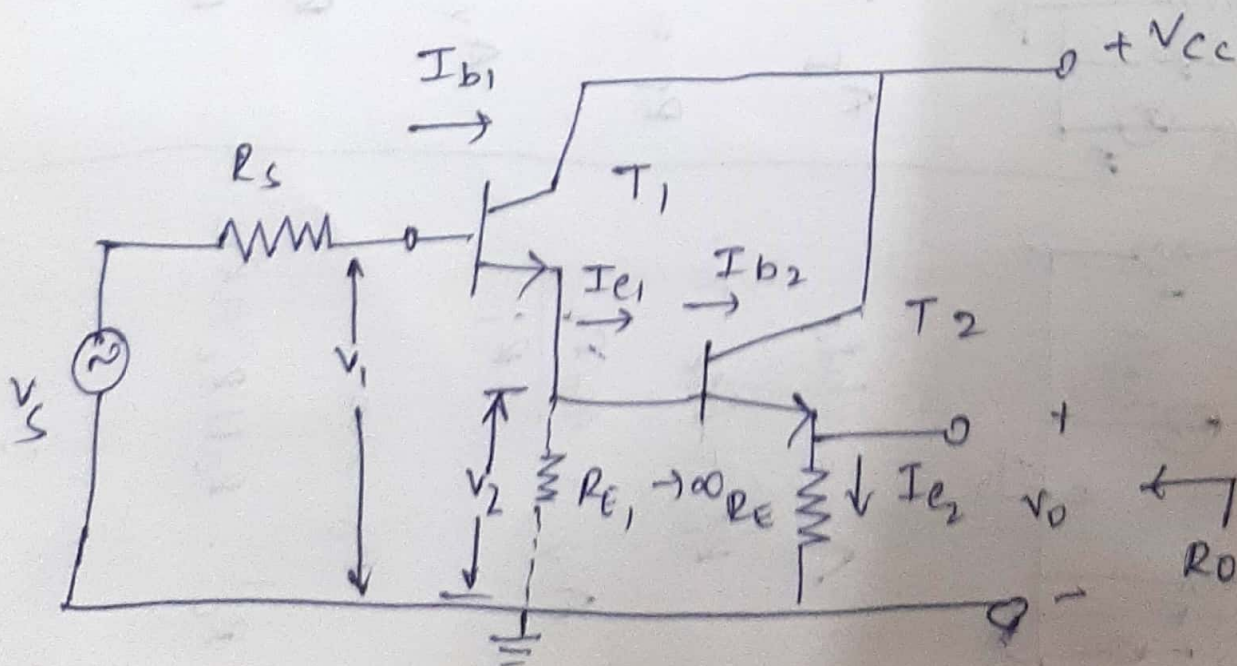 Ib1
+ Vcc
Rs
T1
Ie1
Ib2
T2
V1
Vs
V2
RE1 → ∞
RE
Ie2
+
Vo
-
Ro